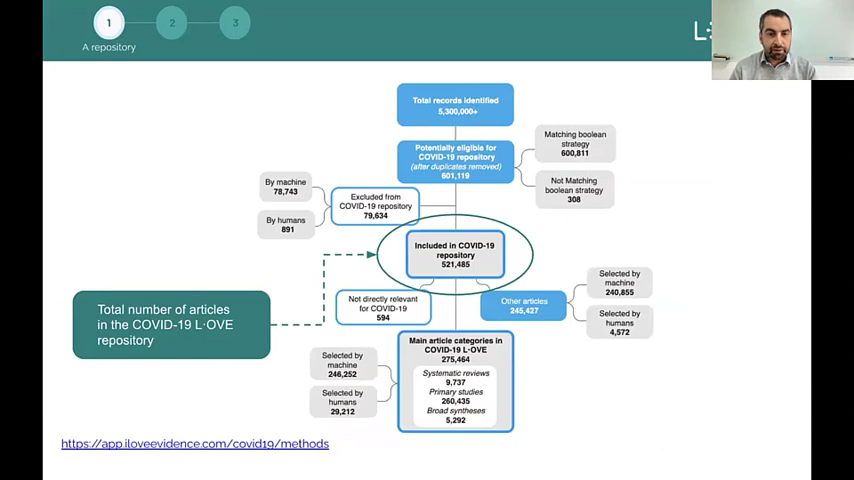 1
2
3
A repository
L
Total records identified
5,300,000+
Potentially eligible for
COVID-19 repository
(after duplicates removed)
601,119
Matching boolean
strategy
600,811
Not Matching
boolean strategy
308
By machine
78,743
By humans
891
Excluded from
COVID-19 repository
79,634
Included in COVID-19
repository
521,485
Total number of articles
in the COVID-19 L·OVE
repository
Not directly relevant
for COVID-19
594
Other articles
245,427
Selected by
machine
240,855
Selected by
humans
4,572
Main article categories in
COVID-19 L·OVE
275,464
Systematic reviews
9,737
Primary studies
260,435
Broad syntheses
5,292
Selected by
machine
246,252
Selected by
humans
29,212
https://app.iloveevidence.com/covid19/methods